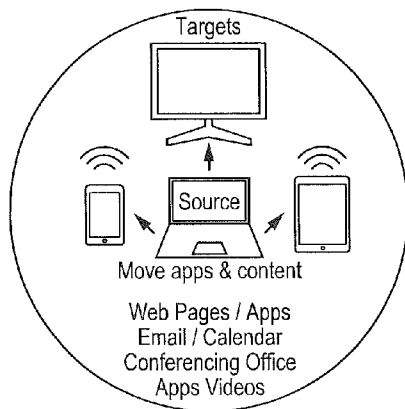 Targets
Source
Move apps & content
Web Pages / Apps
Email / Calendar
Conferencing Office
Apps Videos